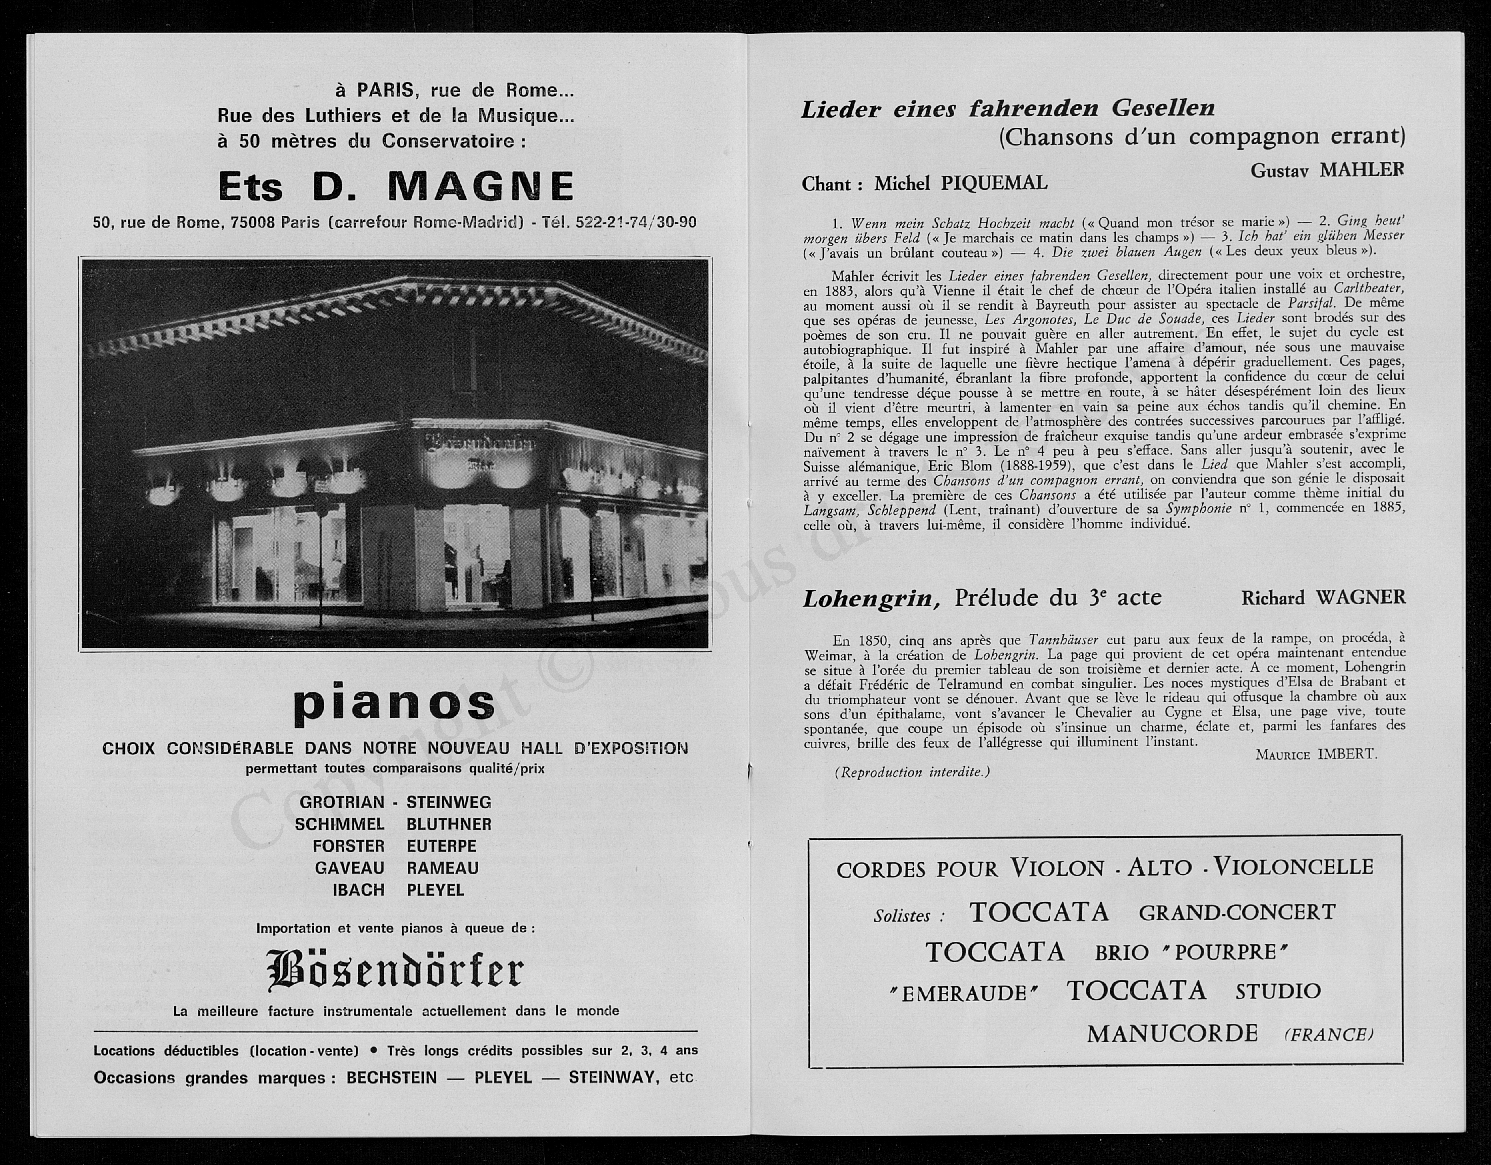 à PARIS, rue de Rome...
Rue des Luthiers et de la Musique...
à 50 mètres du Conservatoire :
Ets D. MAGNE
50, rue de Rome, 75008 Paris (carrefour Rome-Madrid) - Tél. 522-21-74/30-90
Bösendorfer
pianos
CHOIX CONSIDÉRABLE DANS NOTRE NOUVEAU HALL D'EXPOSITION
permettant toutes comparaisons qualité/prix
GROTRIAN - STEINWEG
SCHIMMEL BLUTHNER
FORSTER EUTERPE
GAVEAU RAMEAU
IBACH PLEYEL
Importation et vente pianos à queue de :
Bösendörfer
La meilleure facture instrumentale actuellement dans le monde
Locations déductibles (location-vente) • Très longs crédits possibles sur 2, 3, 4 ans
Occasions grandes marques : BECHSTEIN — PLEYEL — STEINWAY, etc
Lieder eines fahrenden Gesellen
(Chansons d'un compagnon errant)
Gustav MAHLER
Chant : Michel PIQUEMAL
1. Wenn mein Schatz Hochzeit macht (« Quand mon trésor se marie ») — 2. Ging heut'
morgen übers Feld (« Je marchais ce matin dans les champs ») — 3. Ich hat' ein glühen Messer
(« J'avais un brûlant couteau ») — 4. Die zwei blauen Augen (« Les deux yeux bleus »).
Mahler écrivit les Lieder eines fahrenden Gesellen, directement pour une voix et orchestre,
en 1883, alors qu'à Vienne il était le chef de chœur de l'Opéra italien installé au Carltheater,
au moment aussi où il se rendit à Bayreuth pour assister au spectacle de Parsifal. De même
que ses opéras de jeunesse, Les Argonotes, Le Duc de Souade, ces Lieder sont brodés sur des
poèmes de son cru. Il ne pouvait guère en aller autrement. En effet, le sujet du cycle est
autobiographique. Il fut inspiré à Mahler par une affaire d'amour, née sous une mauvaise
étoile, à la suite de laquelle une fièvre hectique l'amena à dépérir graduellement. Ces pages,
palpitantes d'humanité, ébranlant la fibre profonde, apportent la confidence du cœur de celui
qu'une tendresse déçue pousse à se mettre en route, à se hâter désespérément loin des lieux
où il vient d'être meurtri, à lamenter en vain sa peine aux échos tandis qu'il chemine. En
même temps, elles enveloppent de l'atmosphère des contrées successives parcourues par l'affligé.
Du n° 2 se dégage une impression de fraîcheur exquise tandis qu'une ardeur embrasée s'exprime
naïvement à travers le n° 3. Le n° 4 peu à peu s'efface. Sans aller jusqu'à soutenir, avec le
Suisse alémanique, Eric Blom (1888-1959), que c'est dans le Lied que Mahler s'est accompli,
arrivé au terme des Chansons d'un compagnon errant, on conviendra que son génie le disposait
à y exceller. La première de ces Chansons a été utilisée par l'auteur comme thème initial du
Langsam, Schleppend (Lent, traînant) d'ouverture de sa Symphonie n° 1, commencée en 1885,
celle où, à travers lui-même, il considère l'homme individué.
Lohengrin, Prélude du 3e acte Richard WAGNER
En 1850, cinq ans après que Tannhäuser eut paru aux feux de la rampe, on procéda, à
Weimar, à la création de Lohengrin. La page qui provient de cet opéra maintenant entendue
se situe à l'orée du premier tableau de son troisième et dernier acte. A ce moment, Lohengrin
a défait Frédéric de Telramund en combat singulier. Les noces mystiques d'Elsa de Brabant et
du triomphateur vont se dénouer. Avant que se lève le rideau qui offusque la chambre où aux
sons d'un épithalame, vont s'avancer le Chevalier au Cygne et Elsa, une page vive, toute
spontanée, que coupe un épisode où s'insinue un charme, éclate et, parmi les fanfares des
cuivres, brille des feux de l'allégresse qui illuminent l'instant.
MAURICE IMBERT.
(Reproduction interdite.)
CORDES POUR VIOLON - ALTO - VIOLONCELLE
Solistes : TOCCATA GRAND-CONCERT
TOCCATA BRIO "POURPRE"
"EMERAUDE" TOCCATA STUDIO
MANUCORDE (FRANCE)